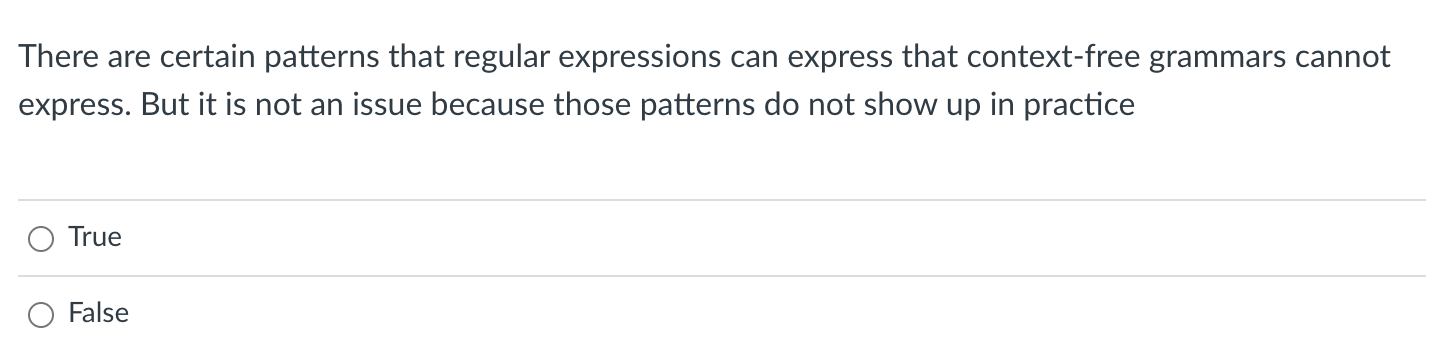 There are certain patterns that regular expressions can express that context-free grammars cannot
express. But it is not an issue because those patterns do not show up in practice
True
False